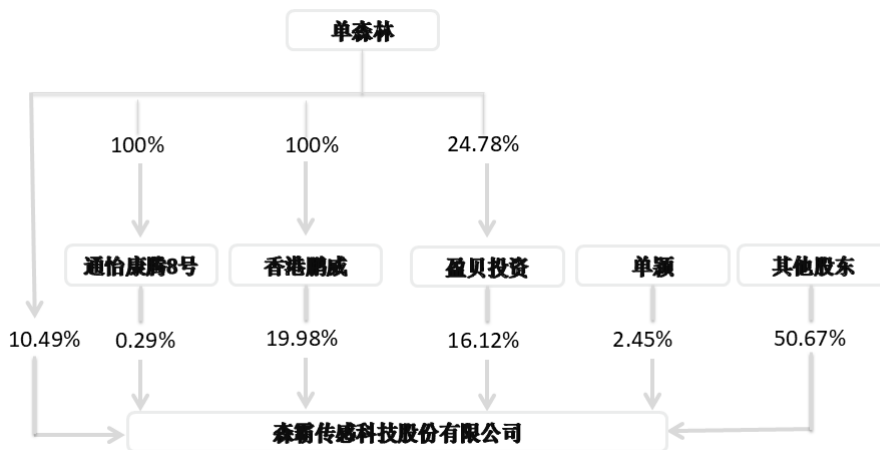 单森林
100%
100%
24.78%
通怡康腾8号
香港鹏威
盈贝投资
单颖
其他股东
10.49%
0.29%
19.98%
16.12%
2.45%
50.67%
森霸传感科技股份有限公司